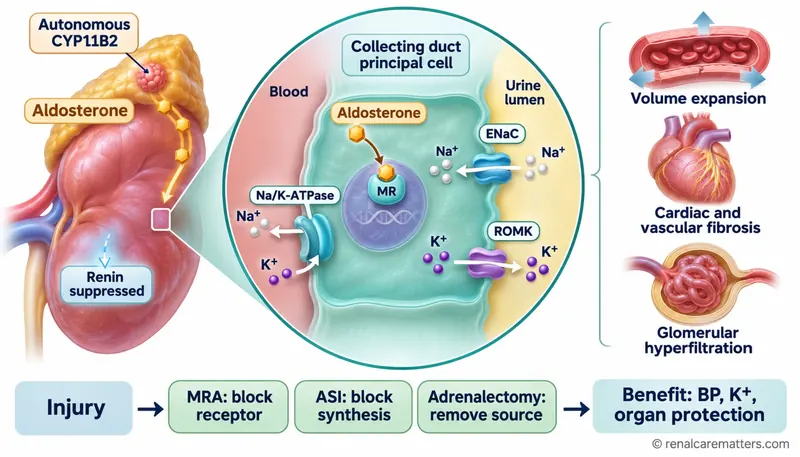 Autonomous
CYP11B2
Aldosterone
Renin
suppressed
Collecting duct
principal cell
Blood
Urine
lumen
Aldosterone
ENaC
Na⁺
Na⁺
MR
Na/K-ATPase
Na⁺
K⁺
ROMK
K⁺
K⁺
Volume expansion
Cardiac and
vascular fibrosis
Glomerular
hyperfiltration
Injury
MRA: block
receptor
ASI: block
synthesis
Adrenalectomy:
remove source
Benefit: BP, K⁺,
organ protection
© renalcarematters.com